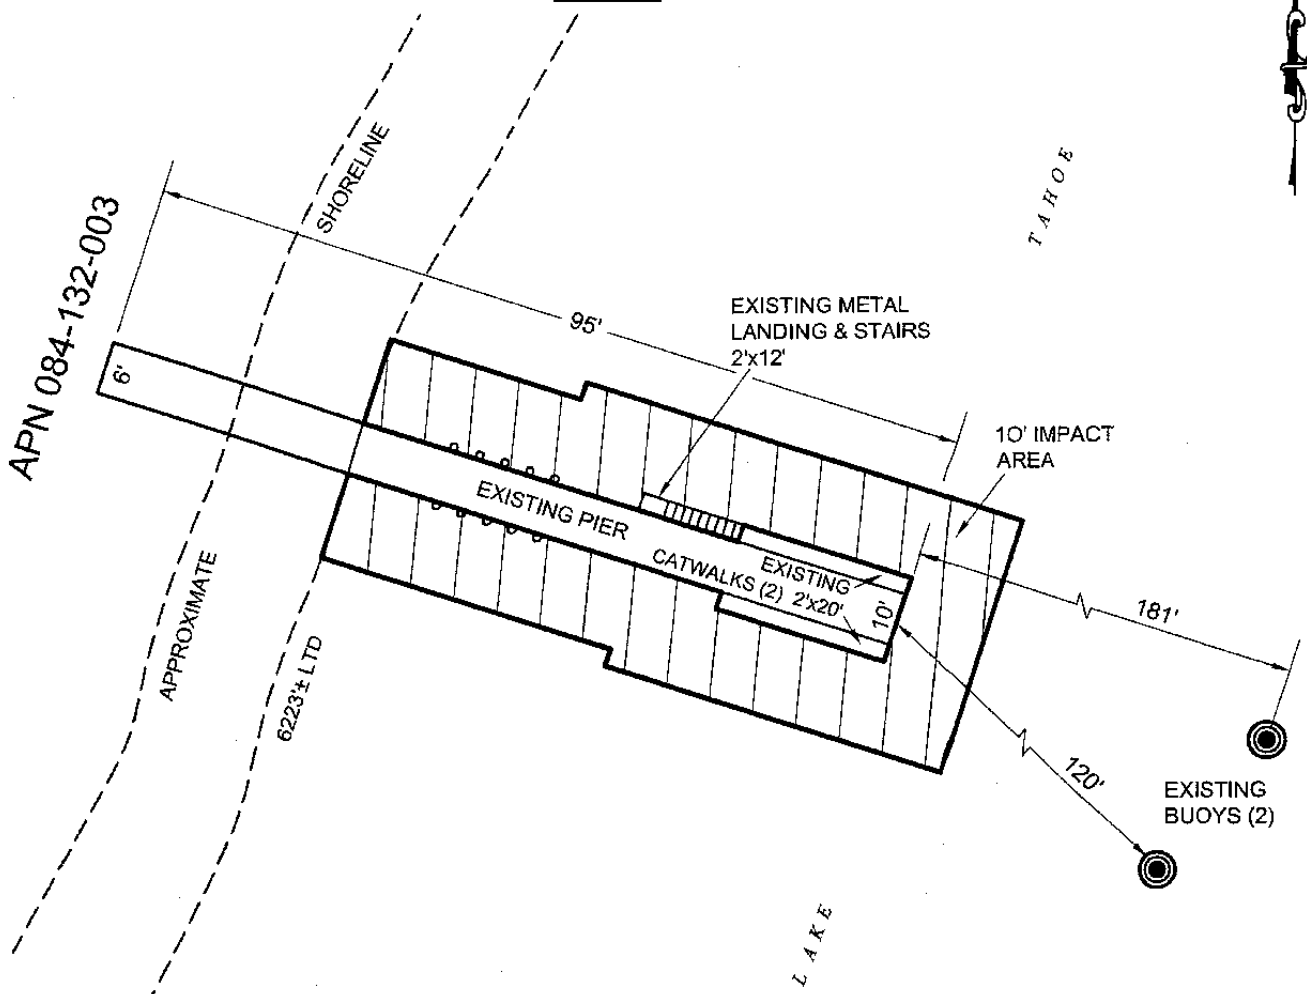 SHORELINE
TAHOE
APN 084-132-003
95'
EXISTING METAL
LANDING & STAIRS
2'x12'
6'
10' IMPACT
AREA
EXISTING PIER
EXISTING
CATWALKS (2) 2'x20'
10'
181'
APPROXIMATE
6223'± LTD
120'
EXISTING
BUOYS (2)
LAKE